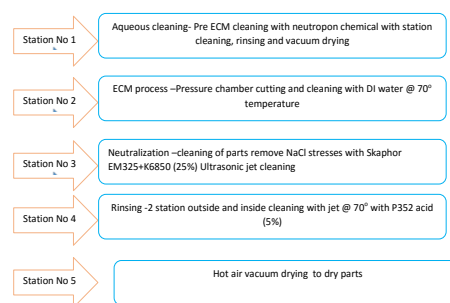 Station No 1
Aqueous cleaning- Pre ECM cleaning with neutropon chemical with station
cleaning, rinsing and vacuum drying
Station No 2
ECM process –Pressure chamber cutting and cleaning with DI water @ 70°
temperature
Station No 3
Neutralization –cleaning of parts remove NaCl stresses with Skaphor
EM325+K6850 (25%) Ultrasonic jet cleaning
Station No 4
Rinsing -2 station outside and inside cleaning with jet @ 70° with P352 acid
(5%)
Station No 5
Hot air vacuum drying to dry parts